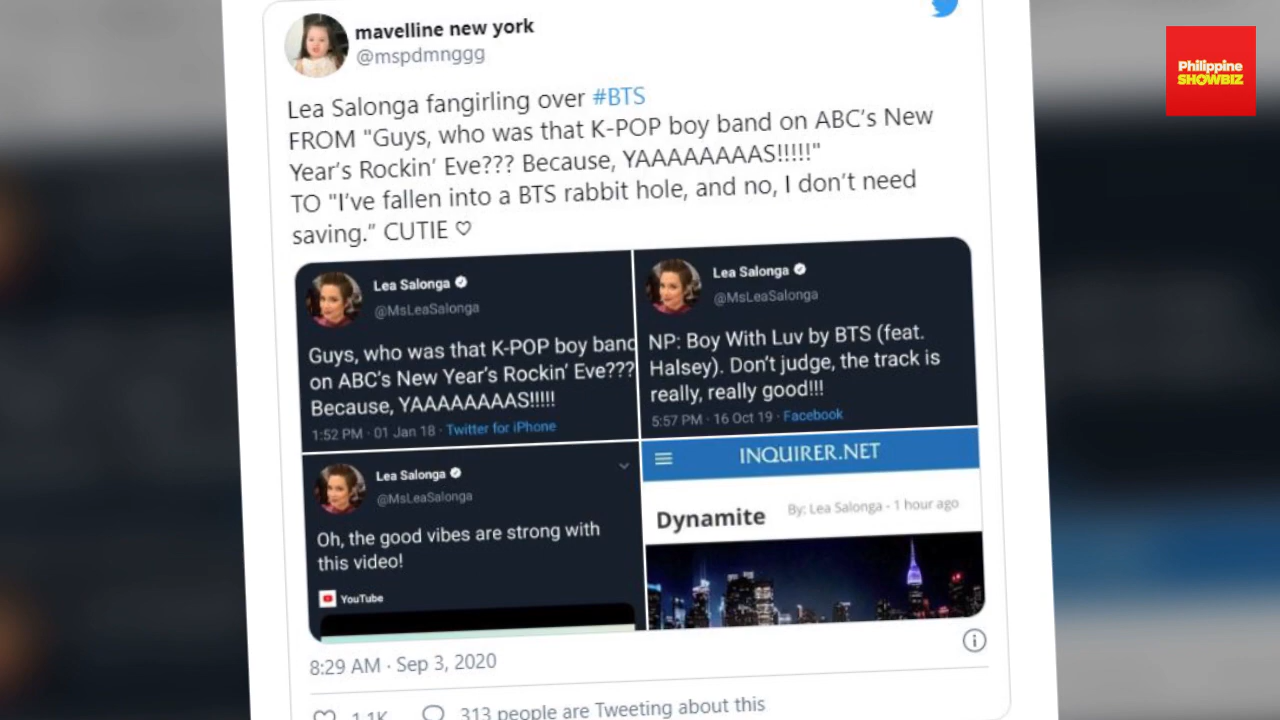 mavelline new york
@mspdmnggg
Philippine
SHOWBIZ
Lea Salonga fangirling over #BTS
FROM "Guys, who was that K-POP boy band on ABC's New
Year's Rockin' Eve??? Because, YAAAAAAAAS!!!!!"
TO "I've fallen into a BTS rabbit hole, and no, I don't need
saving." CUTIE ♡
Lea Salonga
@MsLeaSalonga
Guys, who was that K-POP boy band
on ABC's New Year's Rockin' Eve???
Because, YAAAAAAAAS!!!!!
1:52 PM · 01 Jan 18 · Twitter for iPhone
Lea Salonga
@MsLeaSalonga
NP: Boy With Luv by BTS (feat.
Halsey). Don't judge, the track is
really, really good!!!
5:57 PM · 16 Oct 19 · Facebook
Lea Salonga
@MsLeaSalonga
Oh, the good vibes are strong with
this video!
YouTube
INQUIRER.NET
Dynamite
By: Lea Salonga - 1 hour ago
8:29 AM · Sep 3, 2020
1.1K
313 people are Tweeting about this